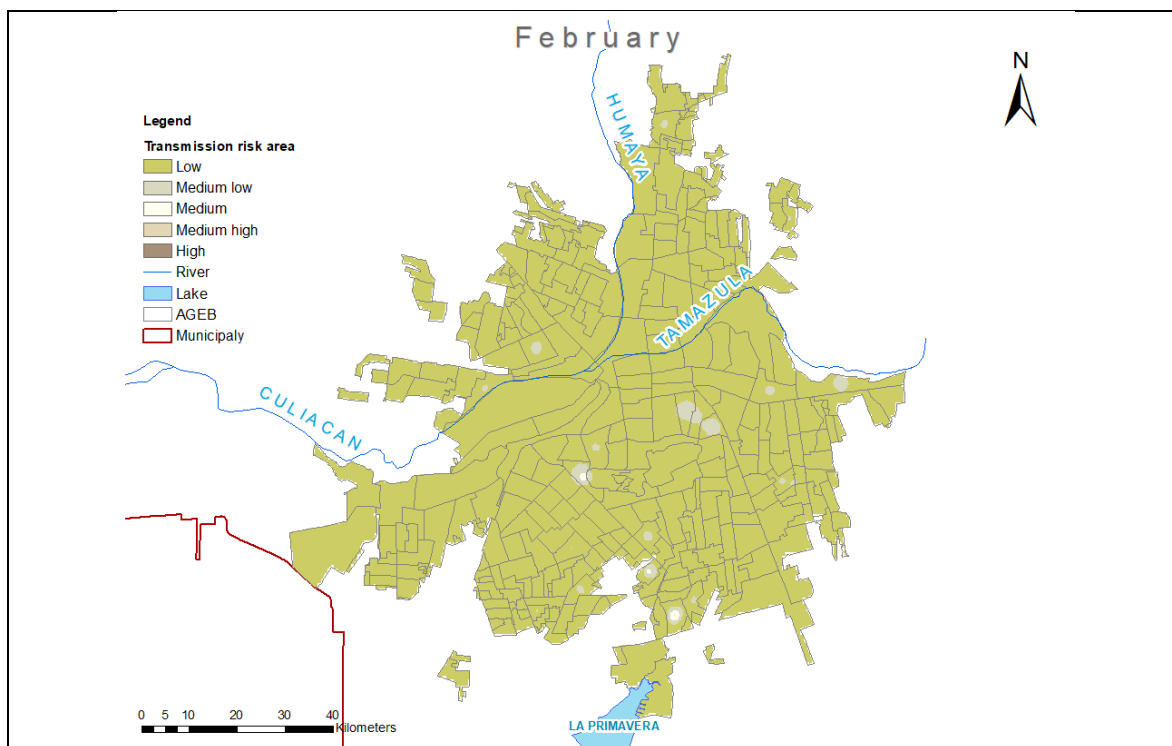 February
N
HUMAYA
Legend
Transmission risk area
Low
Medium low
Medium
Medium high
High
River
Lake
AGEB
Municipaly
TAMAZULA
CULIACAN
0 5 10 20 30 40
Kilometers
LA PRIMAVERA